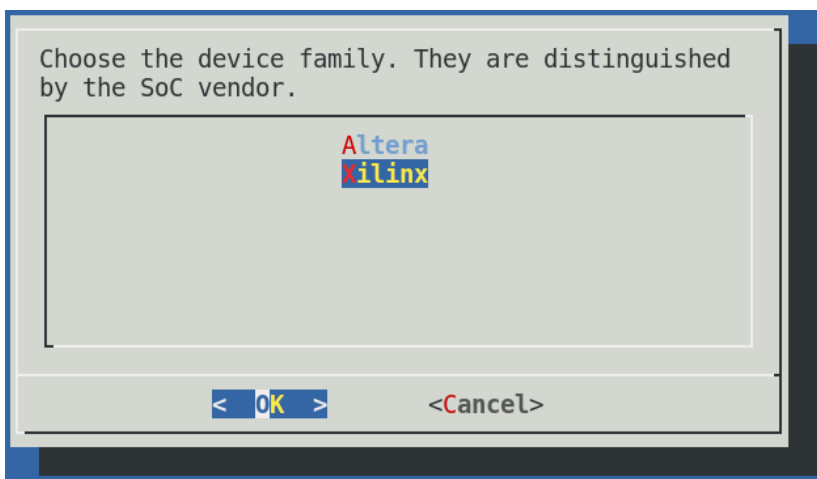 Choose the device family. They are distinguished
by the SoC vendor.
Altera
Xilinx
< OK > <Cancel>